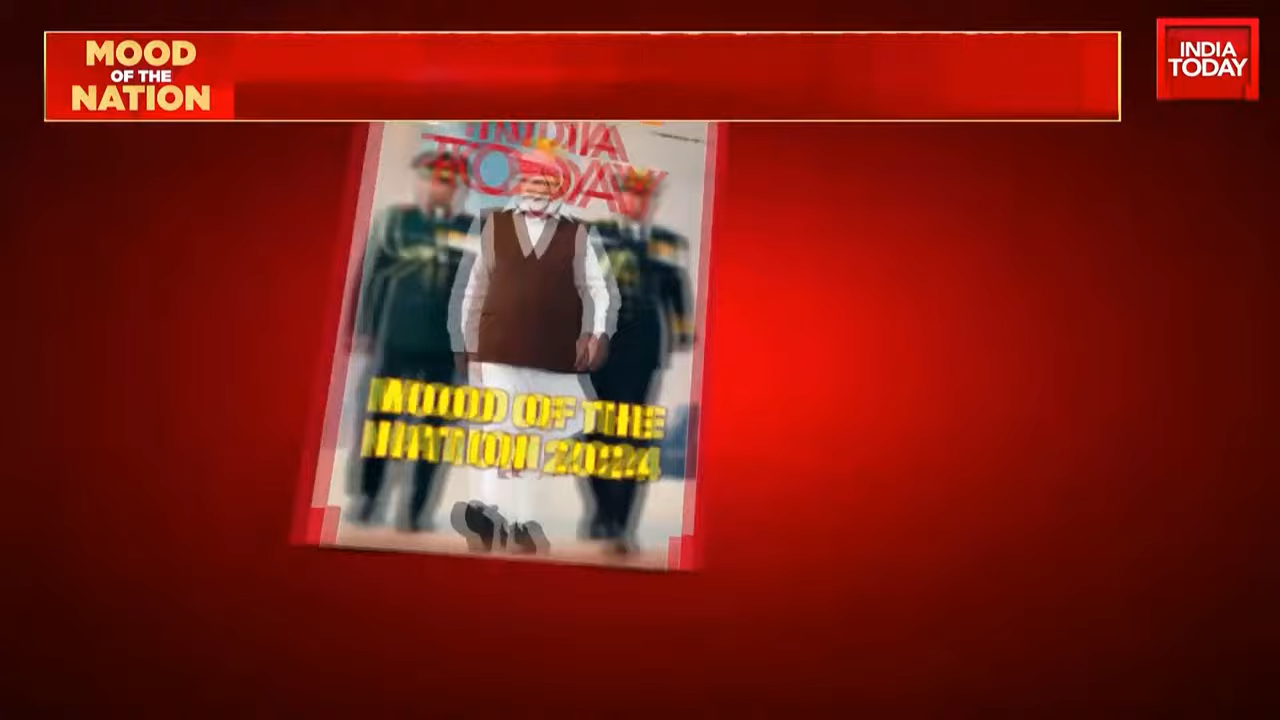 MOOD
OF THE
NATION
INDIA
TODAY
INDIA
TODAY
MOOD OF THE
NATION 2024